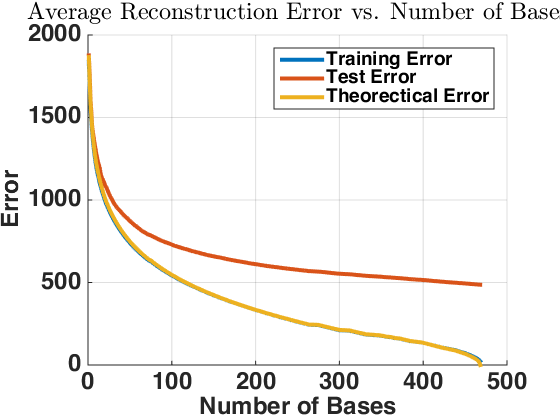 Average Reconstruction Error vs. Number of Base
2000
1500
1000
500
0
Error
Training Error
Test Error
Theorectical Error
0 100 200 300 400 500
Number of Bases